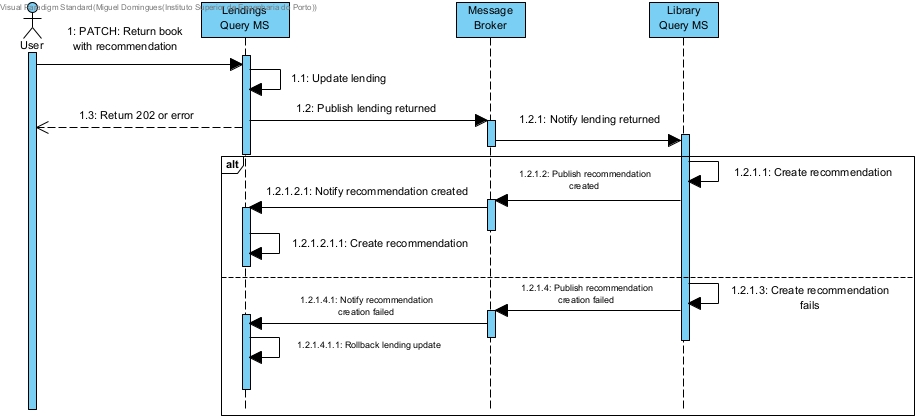 Visual Paradigm Standard(Miguel Domingues(Instituto Superior de Engenharia do Porto))
User
Lendings
Query MS
Message
Broker
Library
Query MS
1: PATCH: Return book
with recommendation
1.1: Update lending
1.2: Publish lending returned
1.3: Return 202 or error
1.2.1: Notify lending returned
alt
1.2.1.1: Create recommendation
1.2.1.2: Publish recommendation
created
1.2.1.2.1: Notify recommendation created
1.2.1.2.1.1: Create recommendation
1.2.1.3: Create recommendation
fails
1.2.1.4: Publish recommendation
creation failed
1.2.1.4.1: Notify recommendation
creation failed
1.2.1.4.1.1: Rollback lending update